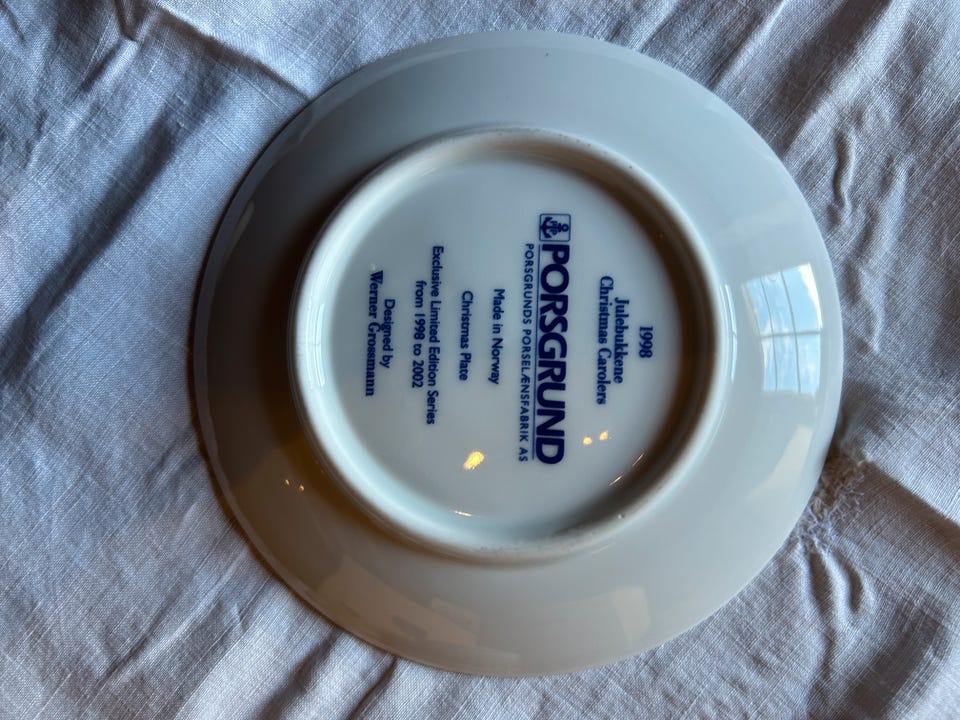 1998
Julebukkene
Christmas Carolers
PORSGRUND
PORSGRUNDS PORSELÆNSFABRIK AS
Made in Norway
Christmas Plate
Exclusive Limited Edition Series
from 1998 to 2002
Designed by
Werner Grossmann